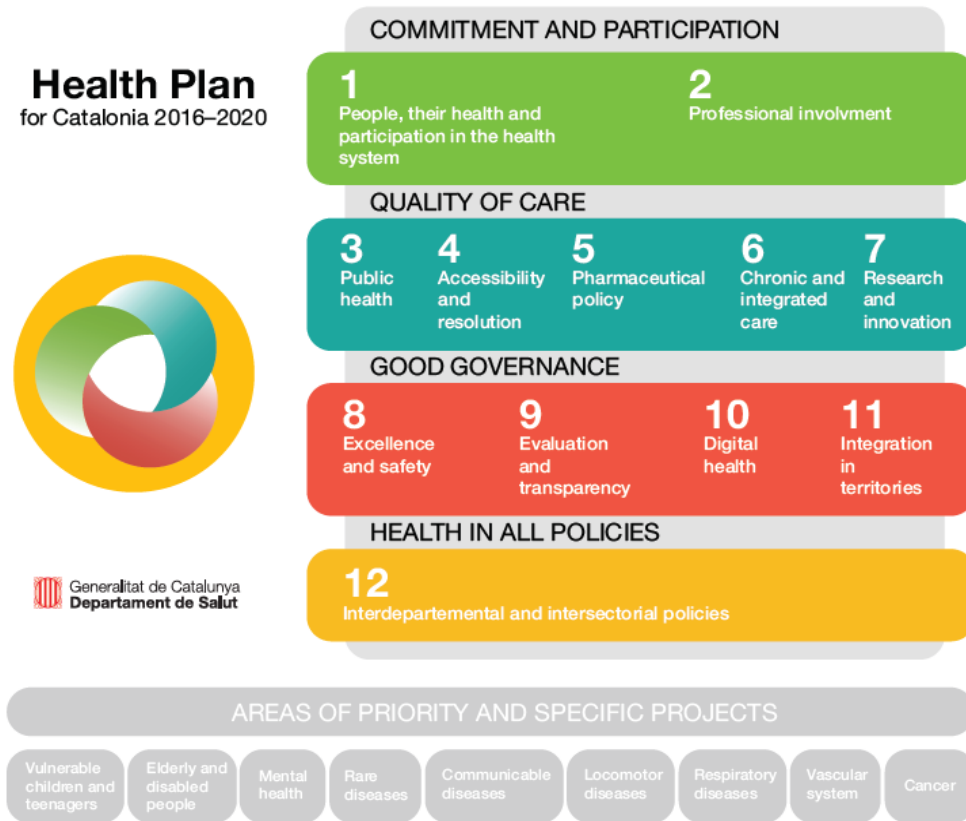 Health Plan
for Catalonia 2016–2020
COMMITMENT AND PARTICIPATION
1
People, their health and
participation in the health
system
2
Professional involvment
QUALITY OF CARE
3
Public
health
4
Accessibility
and
resolution
5
Pharmaceutical
policy
6
Chronic and
integrated
care
7
Research
and
innovation
GOOD GOVERNANCE
8
Excellence
and safety
9
Evaluation
and
transparency
10
Digital
health
11
Integration
in
territories
HEALTH IN ALL POLICIES
12
Interdepartemental and intersectorial policies
Generalitat de Catalunya
Departament de Salut
AREAS OF PRIORITY AND SPECIFIC PROJECTS
Vulnerable
children and
teenagers
Elderly and
disabled
people
Mental
health
Rare
diseases
Communicable
diseases
Locomotor
diseases
Respiratory
diseases
Vascular
system
Cancer